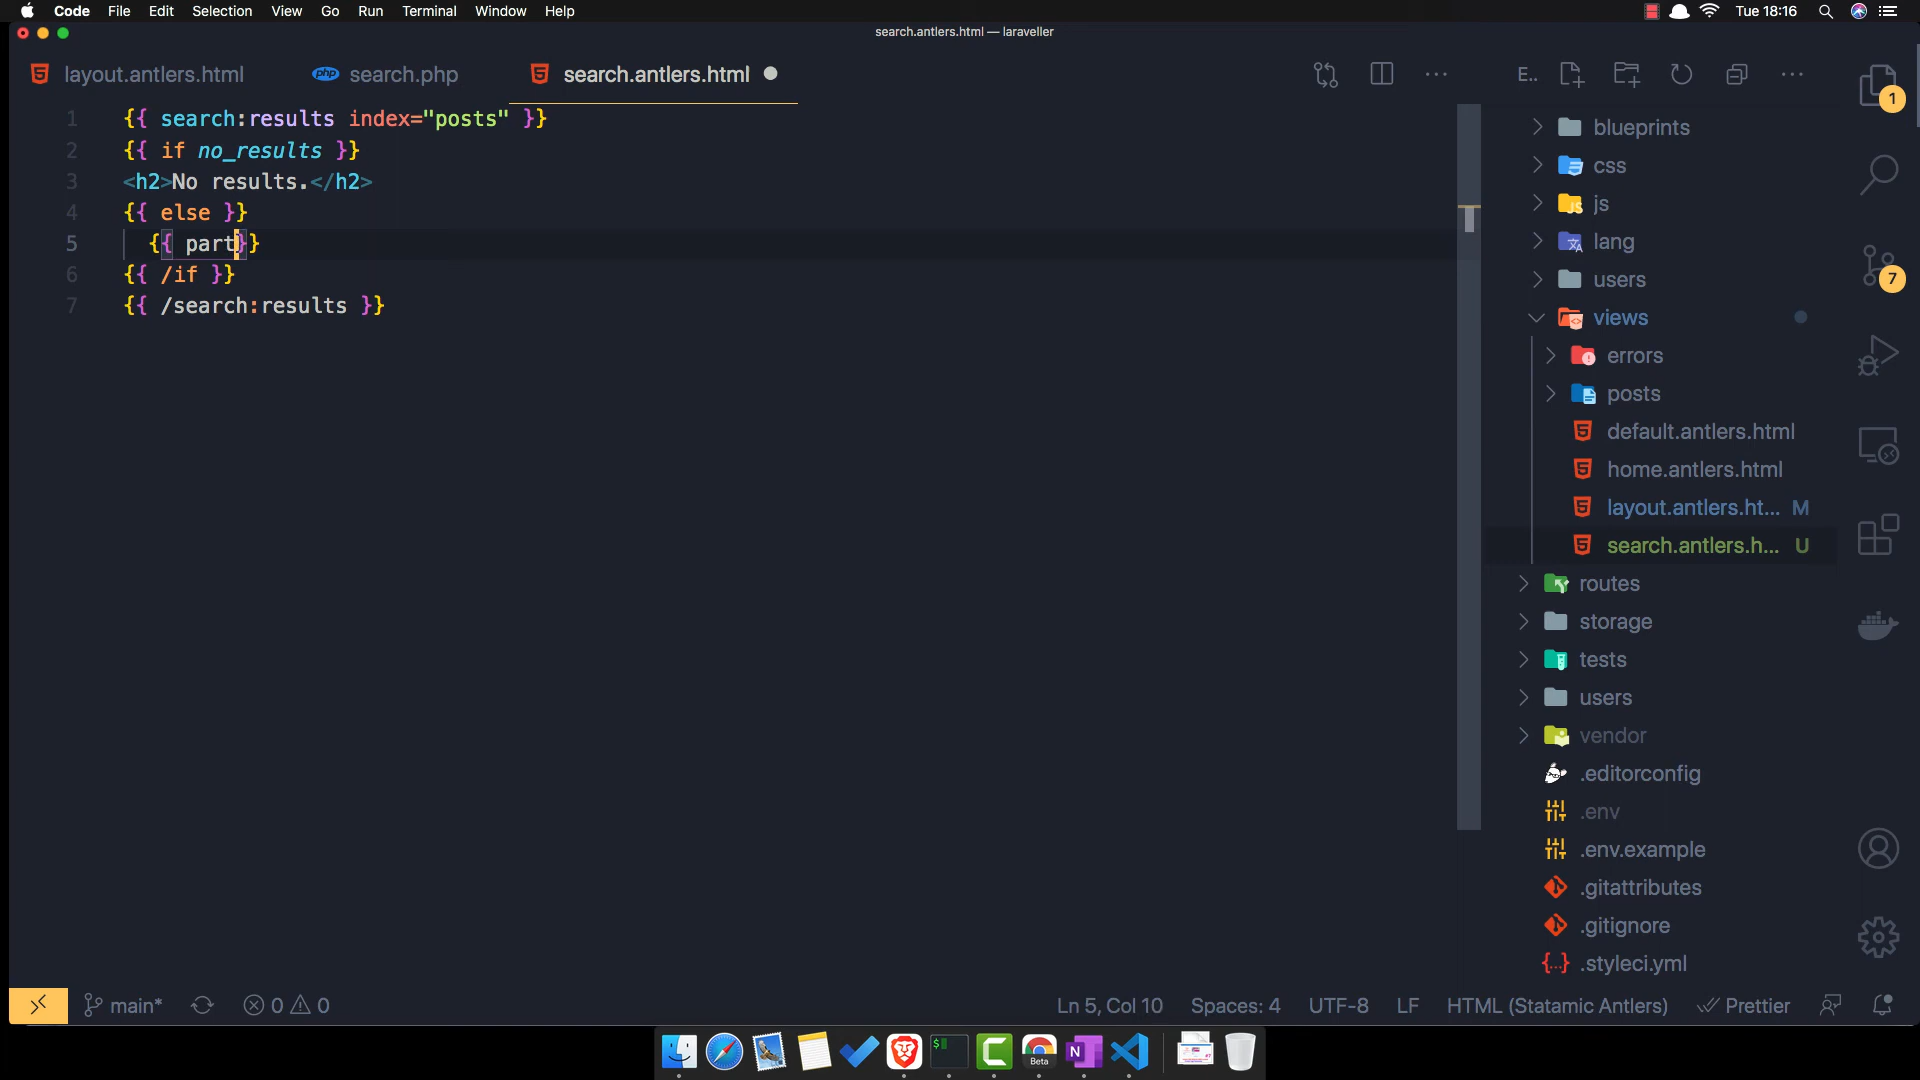 Code File Edit Selection View Go Run Terminal Window Help
Tue 18:16
search.antlers.html — laraveller
layout.antlers.html
php search.php
search.antlers.html
E..
1 {{ search:results index="posts" }}
2 {{ if no_results }}
3 <h2>No results.</h2>
4 {{ else }}
5 {{ part}}
6 {{ /if }}
7 {{ /search:results }}
blueprints
css
JS js
lang
users
views
errors
posts
default.antlers.html
home.antlers.html
layout.antlers.ht... M
search.antlers.h... U
routes
storage
tests
users
vendor
.editorconfig
.env
.env.example
.gitattributes
.gitignore
{...} .styleci.yml
1
7
main*
0 0
Ln 5, Col 10
Spaces: 4
UTF-8
LF
HTML (Statamic Antlers)
Prettier
$
Beta
N